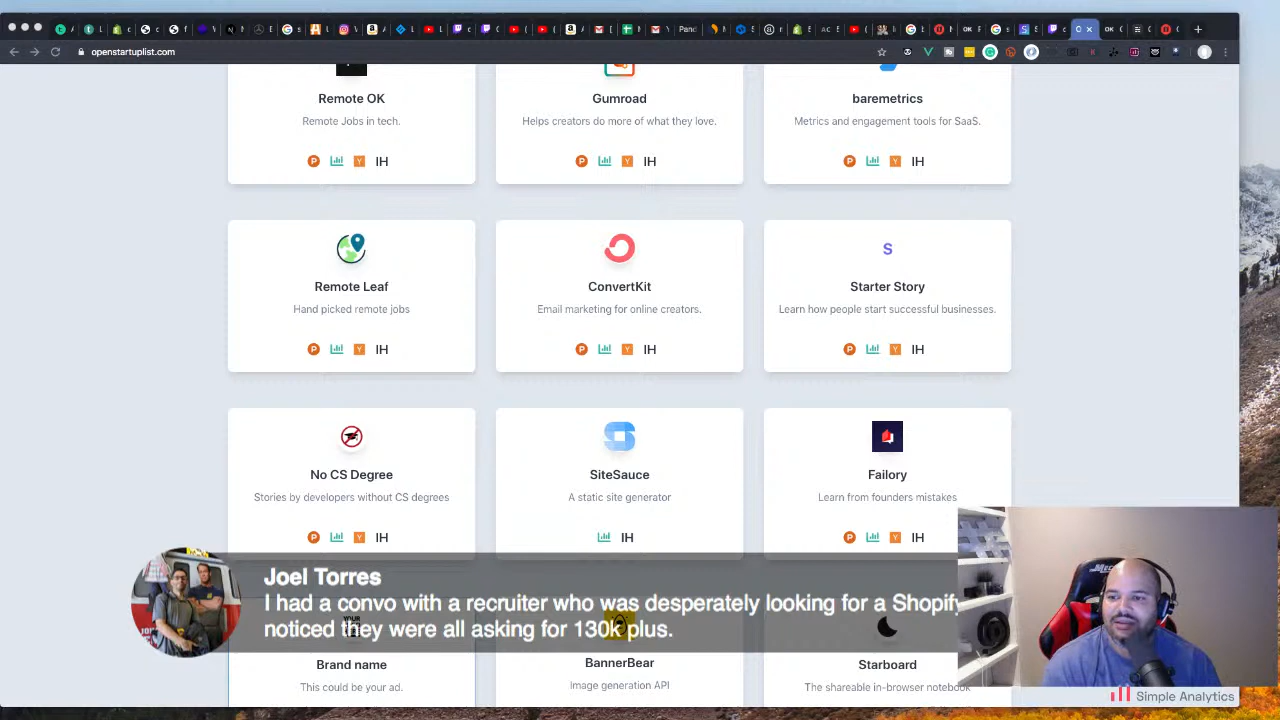 openstartuplist.com
Remote OK
Remote Jobs in tech.
P Y IH
Gumroad
Helps creators do more of what they love.
P Y IH
baremetrics
Metrics and engagement tools for SaaS.
P Y IH
Remote Leaf
Hand picked remote jobs
P Y IH
ConvertKit
Email marketing for online creators.
P Y IH
S
Starter Story
Learn how people start successful businesses.
P Y IH
No CS Degree
Stories by developers without CS degrees
P Y IH
SiteSauce
A static site generator
IH
Failory
Learn from founders mistakes
P Y IH
Joel Torres
I had a convo with a recruiter who was desperately looking for a Shopify
noticed they were all asking for 130k plus.
YOUR
Brand name
This could be your ad.
BannerBear
Image generation API
Starboard
The shareable in-browser notebook
Simple Analytics